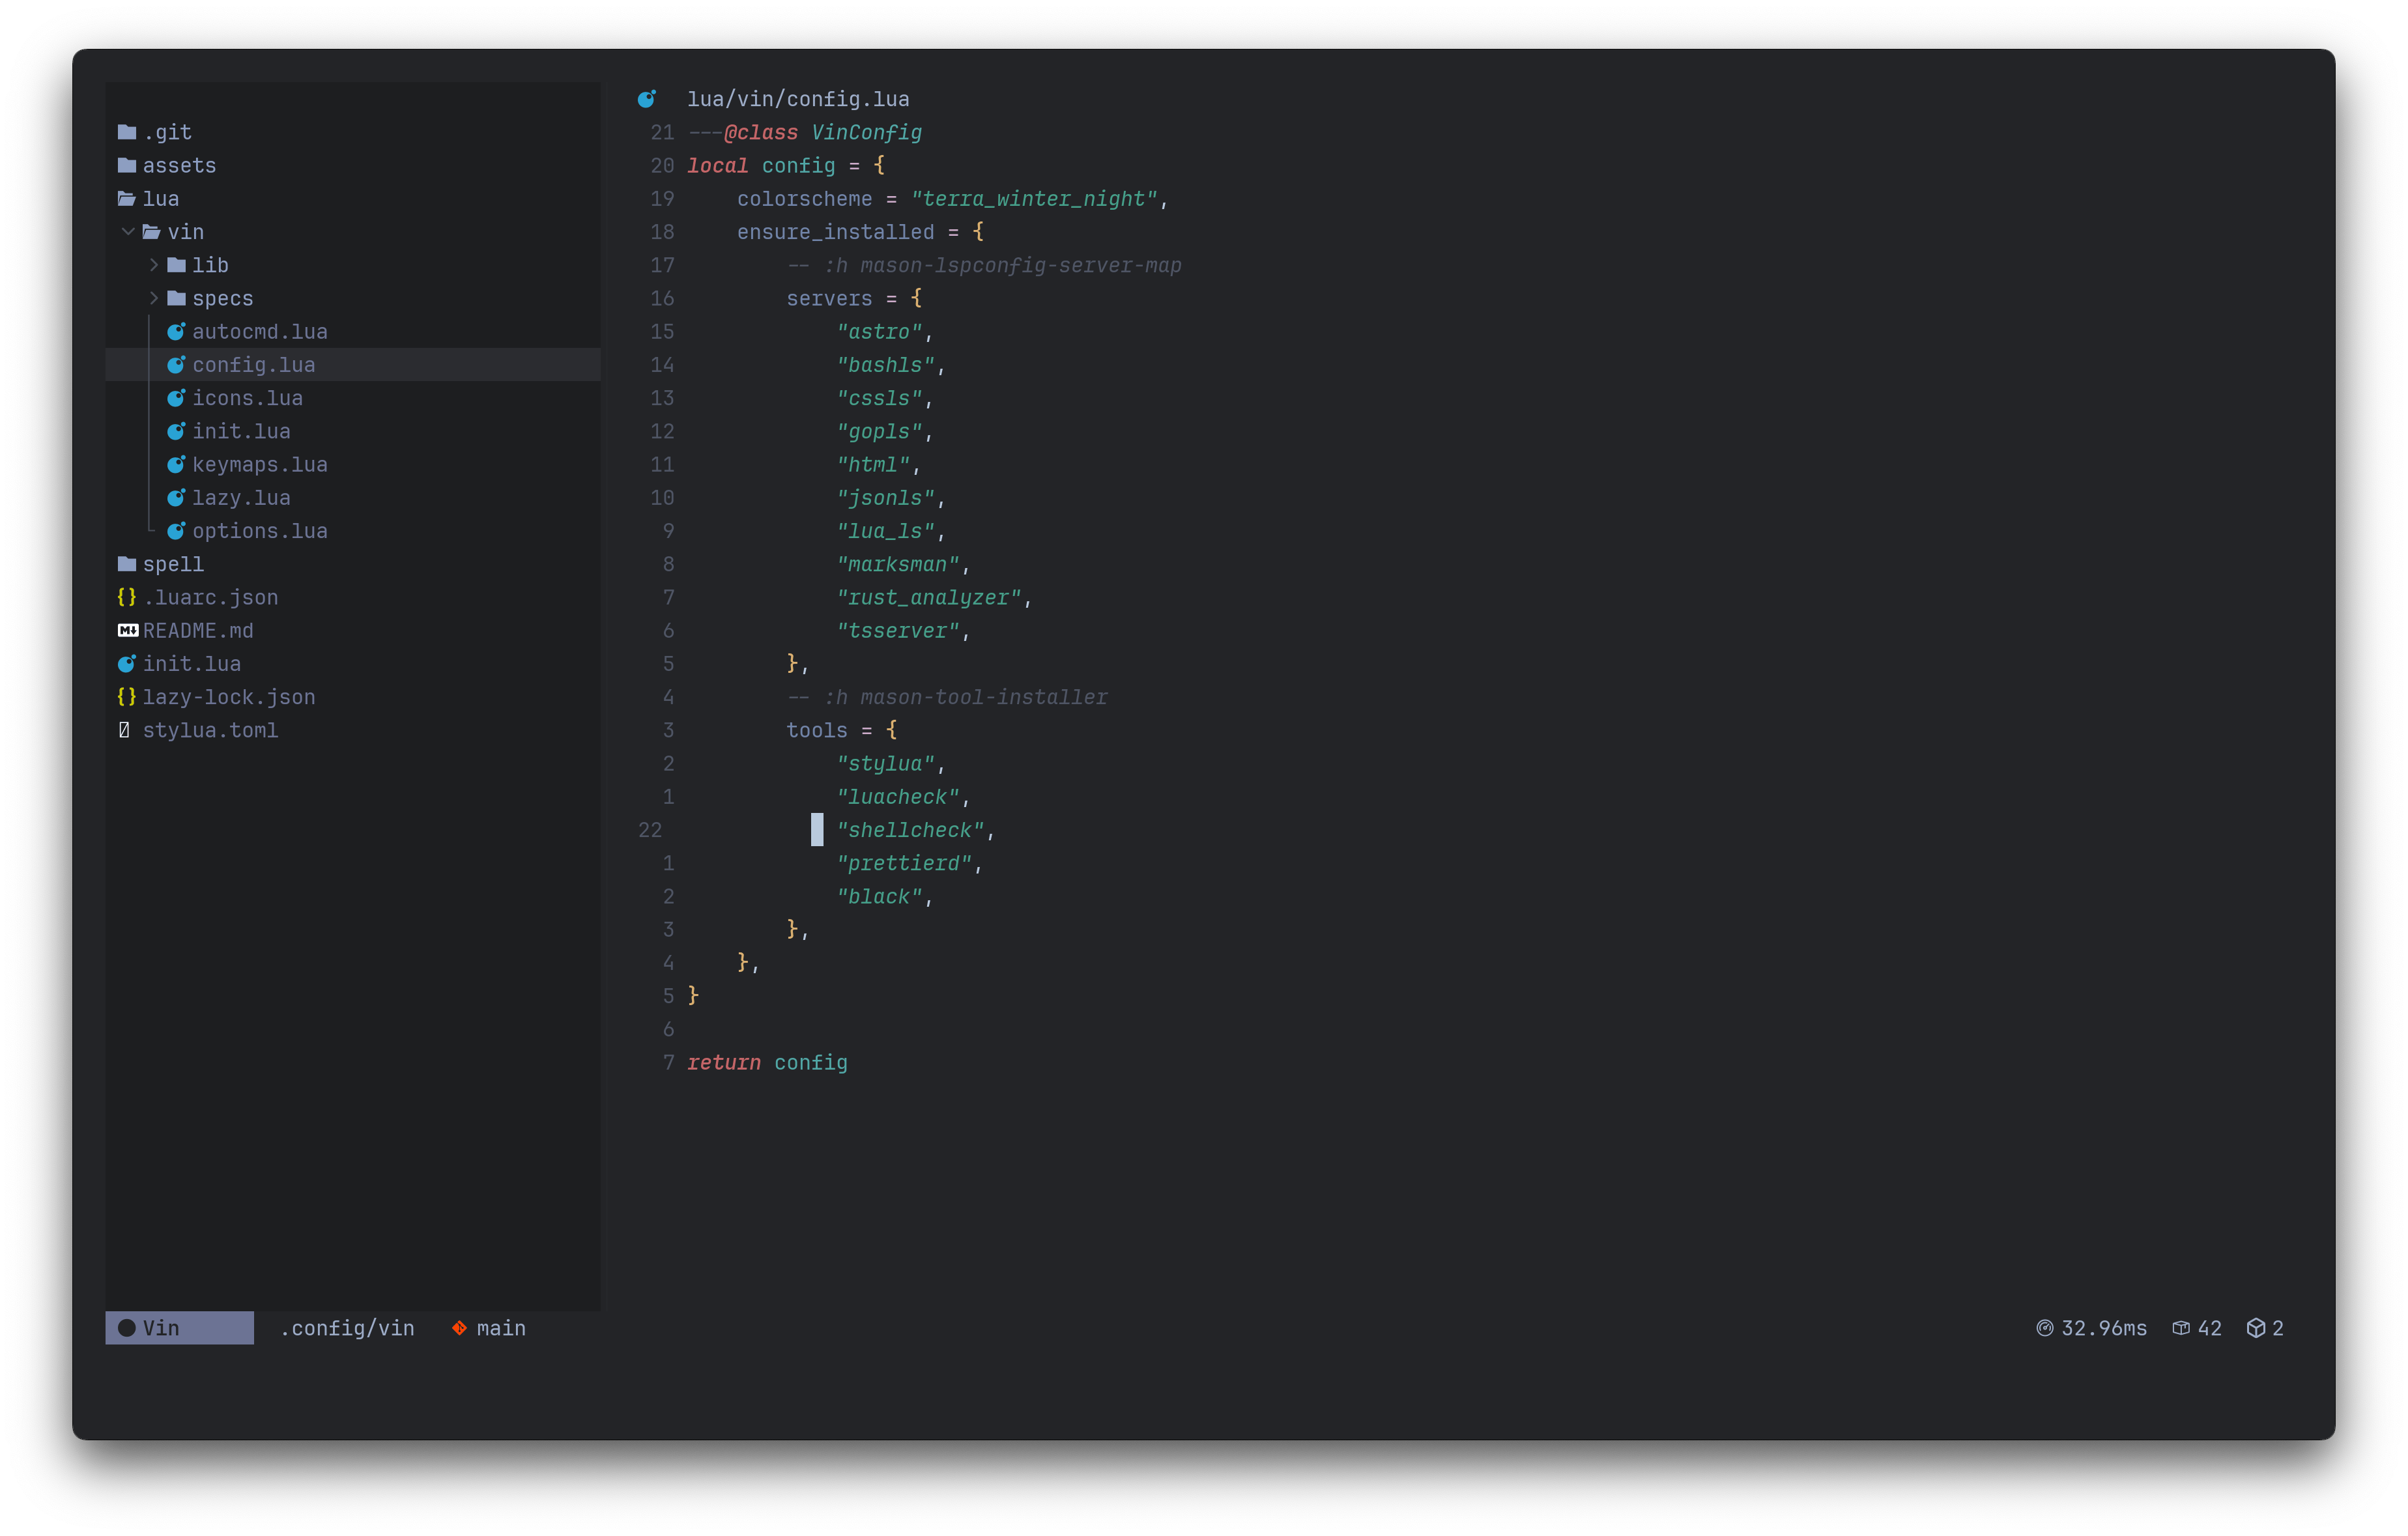 .git
assets
lua
vin
lib
specs
autocmd.lua
config.lua
icons.lua
init.lua
keymaps.lua
lazy.lua
options.lua
spell
{} .luarc.json
M↓ README.md
init.lua
{} lazy-lock.json
stylua.toml
lua/vin/config.lua
21 ---@class VinConfig
20 local config = {
19     colorscheme = "terra_winter_night",
18     ensure_installed = {
17         -- :h mason-lspconfig-server-map
16         servers = {
15             "astro",
14             "bashls",
13             "cssls",
12             "gopls",
11             "html",
10             "jsonls",
9             "lua_ls",
8             "marksman",
7             "rust_analyzer",
6             "tsserver",
5         },
4         -- :h mason-tool-installer
3         tools = {
2             "stylua",
1             "luacheck",
22             "shellcheck",
1             "prettierd",
2             "black",
3         },
4     },
5 }
6
7 return config
Vin .config/vin main 32.96ms 42 2